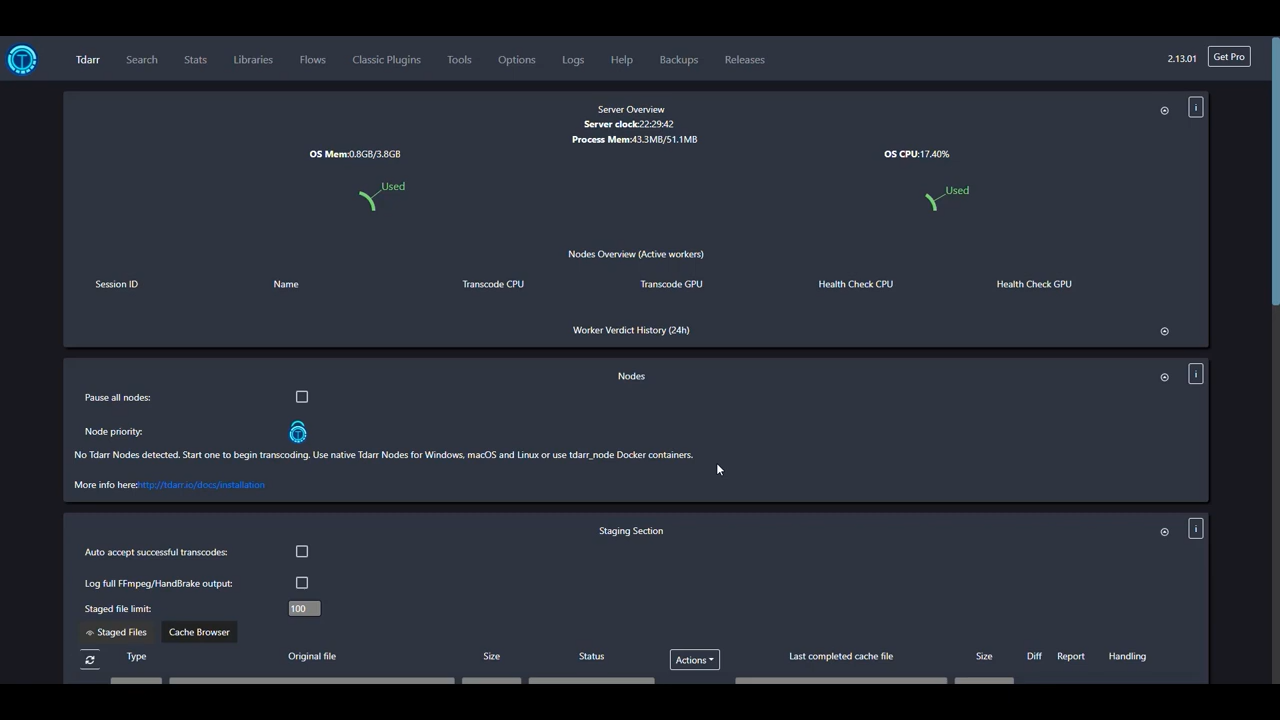 Tdarr Search Stats Libraries Flows Classic Plugins Tools Options Logs Help Backups Releases 2.13.01 Get Pro
Server Overview
i
Server clock:22:29:42
Process Mem:43.3MB/51.1MB
OS Mem:0.8GB/3.8GB OS CPU:17.40%
Used Used
Nodes Overview (Active workers)
Session ID Name Transcode CPU Transcode GPU Health Check CPU Health Check GPU
Worker Verdict History (24h)
Nodes
i
Pause all nodes:
Node priority:
No Tdarr Nodes detected. Start one to begin transcoding. Use native Tdarr Nodes for Windows, macOS and Linux or use tdarr_node Docker containers.
More info here:http://tdarr.io/docs/installation
Staging Section
i
Auto accept successful transcodes:
Log full FFmpeg/HandBrake output:
Staged file limit: 100
Staged Files Cache Browser
Type Original file Size Status Actions Last completed cache file Size Diff Report Handling